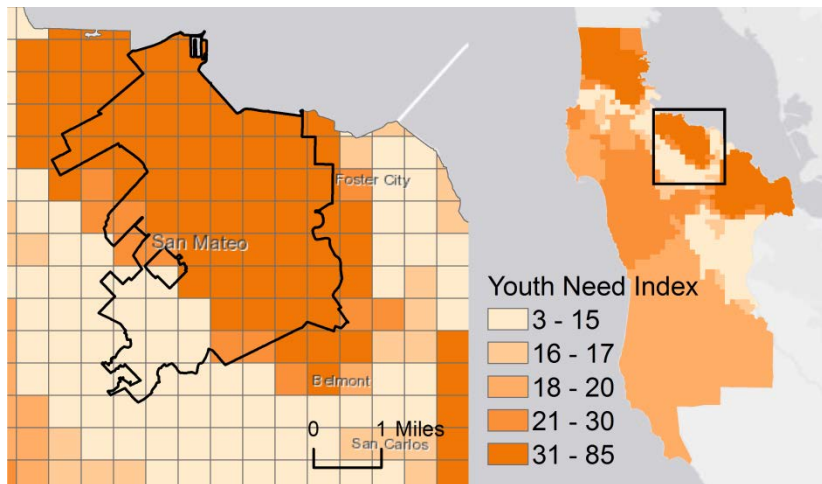 Foster City
San Mateo
Belmont
0 1 Miles
San Carlos
Youth Need Index
3 - 15
16 - 17
18 - 20
21 - 30
31 - 85